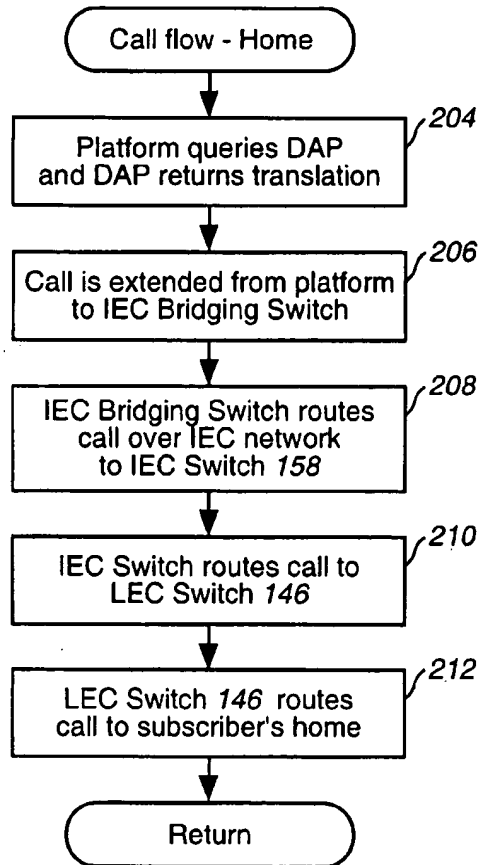 Call flow - Home
204
Platform queries DAP
and DAP returns translation
206
Call is extended from platform
to IEC Bridging Switch
208
IEC Bridging Switch routes
call over IEC network
to IEC Switch 158
210
IEC Switch routes call to
LEC Switch 146
212
LEC Switch 146 routes
call to subscriber's home
Return